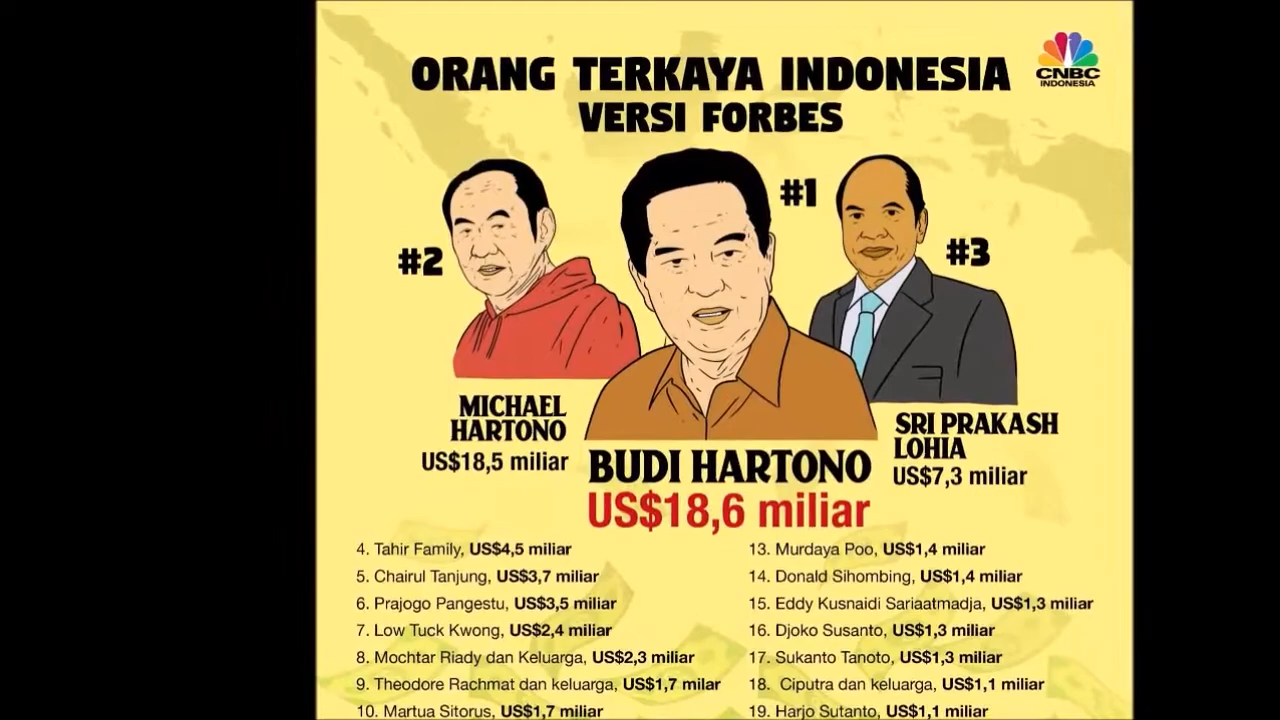 ORANG TERKAYA INDONESIA
VERSI FORBES
CNBC
INDONESIA
#1
#2
#3
MICHAEL
HARTONO
US$18,5 miliar
BUDI HARTONO
US$18,6 miliar
SRI PRAKASH
LOHIA
US$7,3 miliar
4. Tahir Family, US$4,5 miliar
5. Chairul Tanjung, US$3,7 miliar
6. Prajogo Pangestu, US$3,5 miliar
7. Low Tuck Kwong, US$2,4 miliar
8. Mochtar Riady dan Keluarga, US$2,3 miliar
9. Theodore Rachmat dan keluarga, US$1,7 milar
10. Martua Sitorus, US$1,7 miliar
13. Murdaya Poo, US$1,4 miliar
14. Donald Sihombing, US$1,4 miliar
15. Eddy Kusnaidi Sariaatmadja, US$1,3 miliar
16. Djoko Susanto, US$1,3 miliar
17. Sukanto Tanoto, US$1,3 miliar
18. Ciputra dan keluarga, US$1,1 miliar
19. Harjo Sutanto, US$1,1 miliar